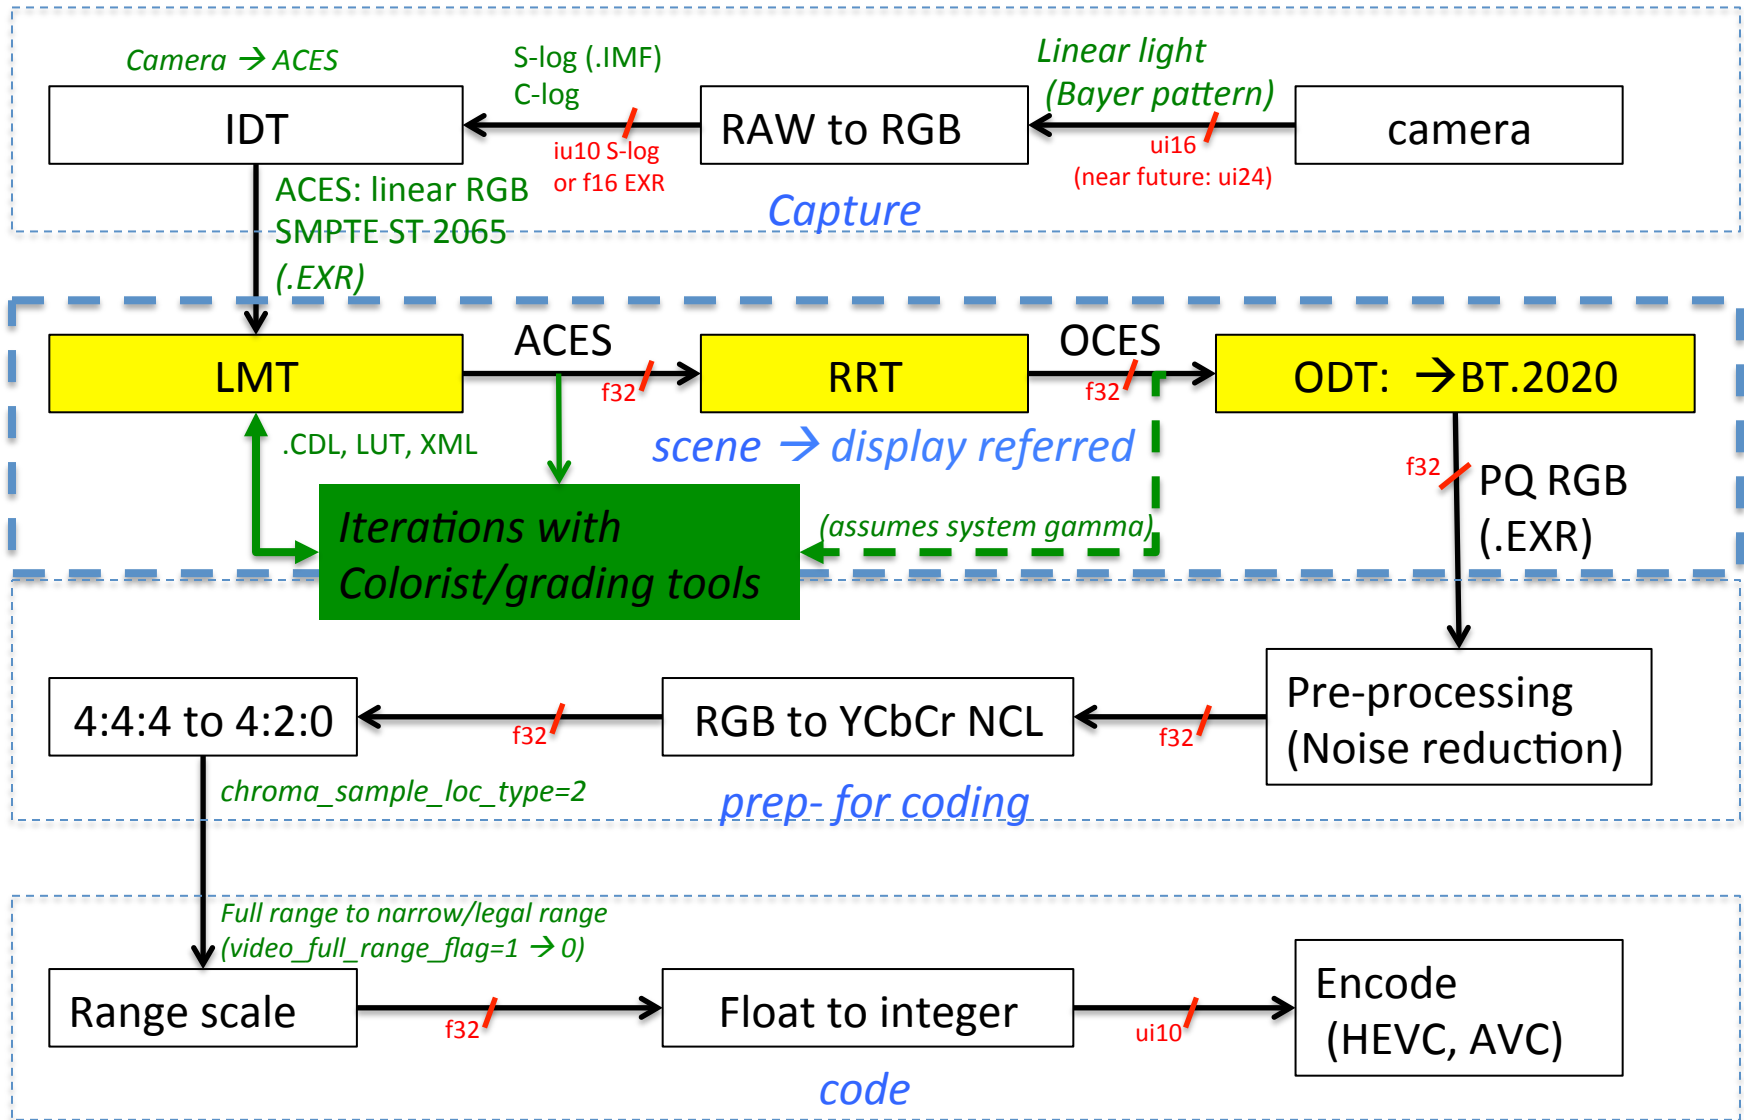 Camera → ACES
S-log (.IMF)
C-log
Linear light
(Bayer pattern)
IDT
RAW to RGB
camera
iu10 S-log
or f16 EXR
ui16
(near future: ui24)
ACES: linear RGB
SMPTE ST 2065
(.EXR)
Capture
LMT
ACES
f32
RRT
OCES
f32
ODT: →BT.2020
.CDL, LUT, XML
scene → display referred
f32
PQ RGB
(.EXR)
Iterations with
Colorist/grading tools
(assumes system gamma)
4:4:4 to 4:2:0
f32
RGB to YCbCr NCL
f32
Pre-processing
(Noise reduction)
chroma_sample_loc_type=2
prep- for coding
Full range to narrow/legal range
(video_full_range_flag=1 → 0)
Range scale
f32
Float to integer
ui10
Encode
(HEVC, AVC)
code